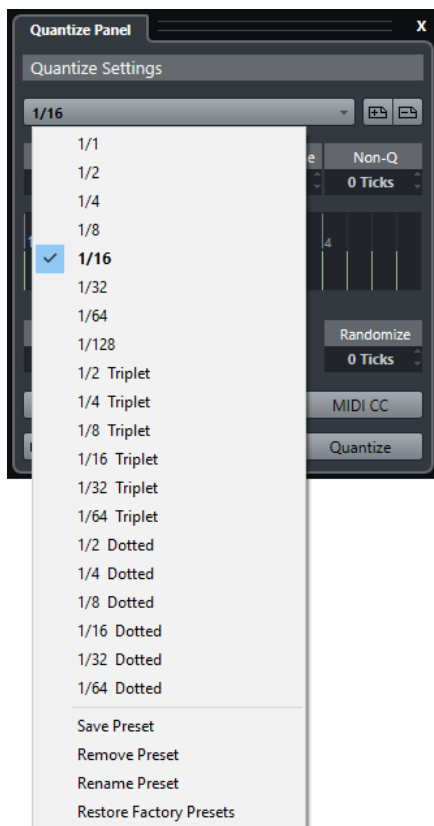 Quantize Panel X
Quantize Settings
1/16
1/1
1/2
1/4
1/8
1/16
1/32
1/64
1/128
1/2 Triplet
1/4 Triplet
1/8 Triplet
1/16 Triplet
1/32 Triplet
1/64 Triplet
1/2 Dotted
1/4 Dotted
1/8 Dotted
1/16 Dotted
1/32 Dotted
1/64 Dotted
Save Preset
Remove Preset
Rename Preset
Restore Factory Presets
Non-Q
0 Ticks
4
Randomize
0 Ticks
MIDI CC
Quantize